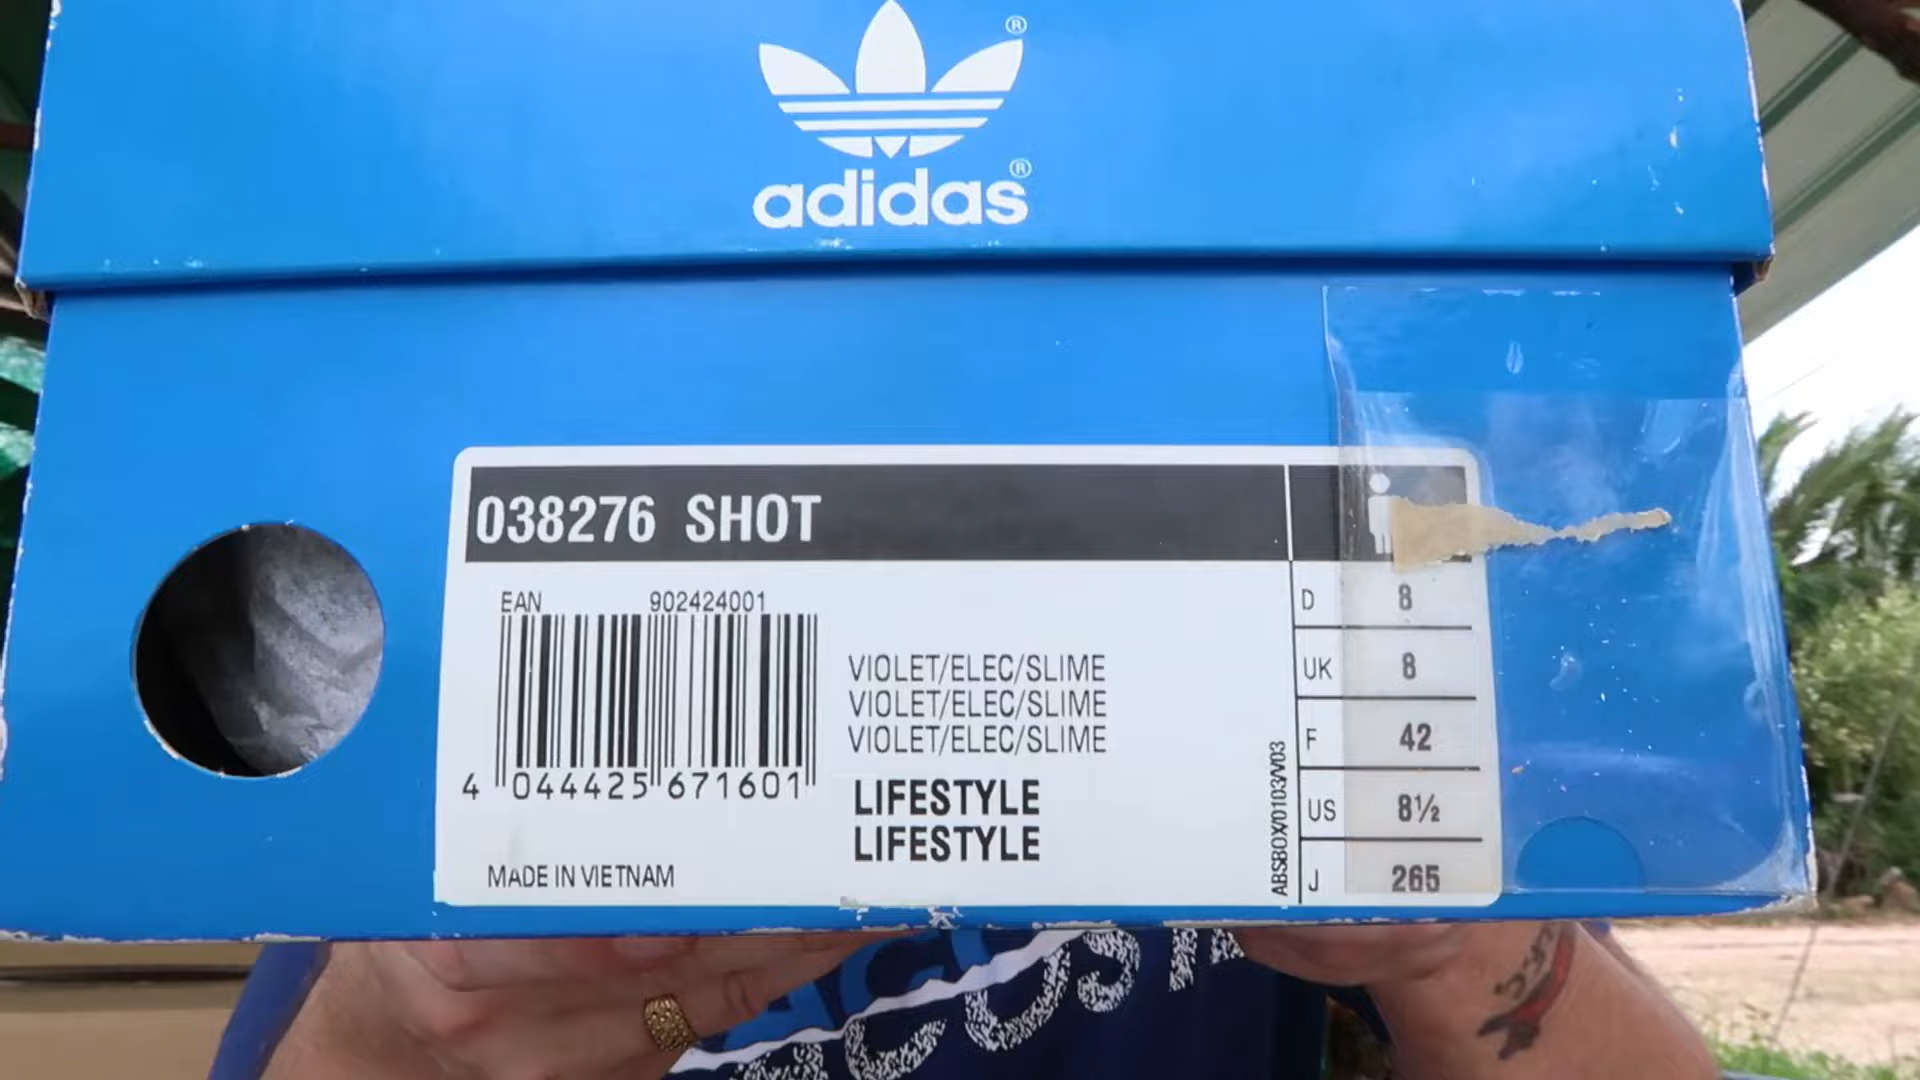 ®
adidas®
038276 SHOT
EAN 902424001
4 044425 671601
VIOLET/ELEC/SLIME
VIOLET/ELEC/SLIME
VIOLET/ELEC/SLIME
LIFESTYLE
LIFESTYLE
MADE IN VIETNAM
ABSBOX/0103/V03
D 8
UK 8
F 42
US 8½
J 265